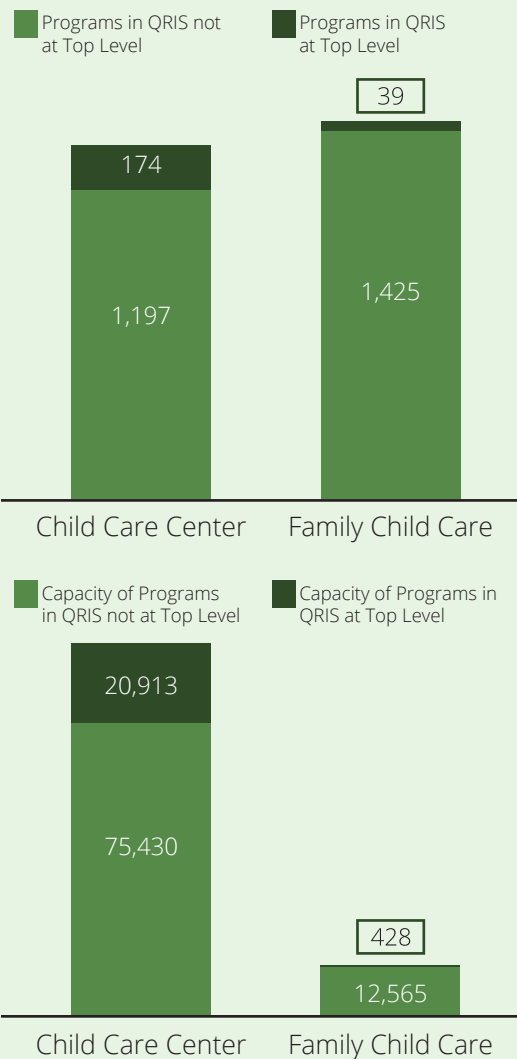 Programs in QRIS not
at Top Level
Programs in QRIS
at Top Level
39
174
1,425
1,197
Child Care Center
Family Child Care
Capacity of Programs
in QRIS not at Top Level
Capacity of Programs in
QRIS at Top Level
20,913
75,430
428
12,565
Child Care Center
Family Child Care